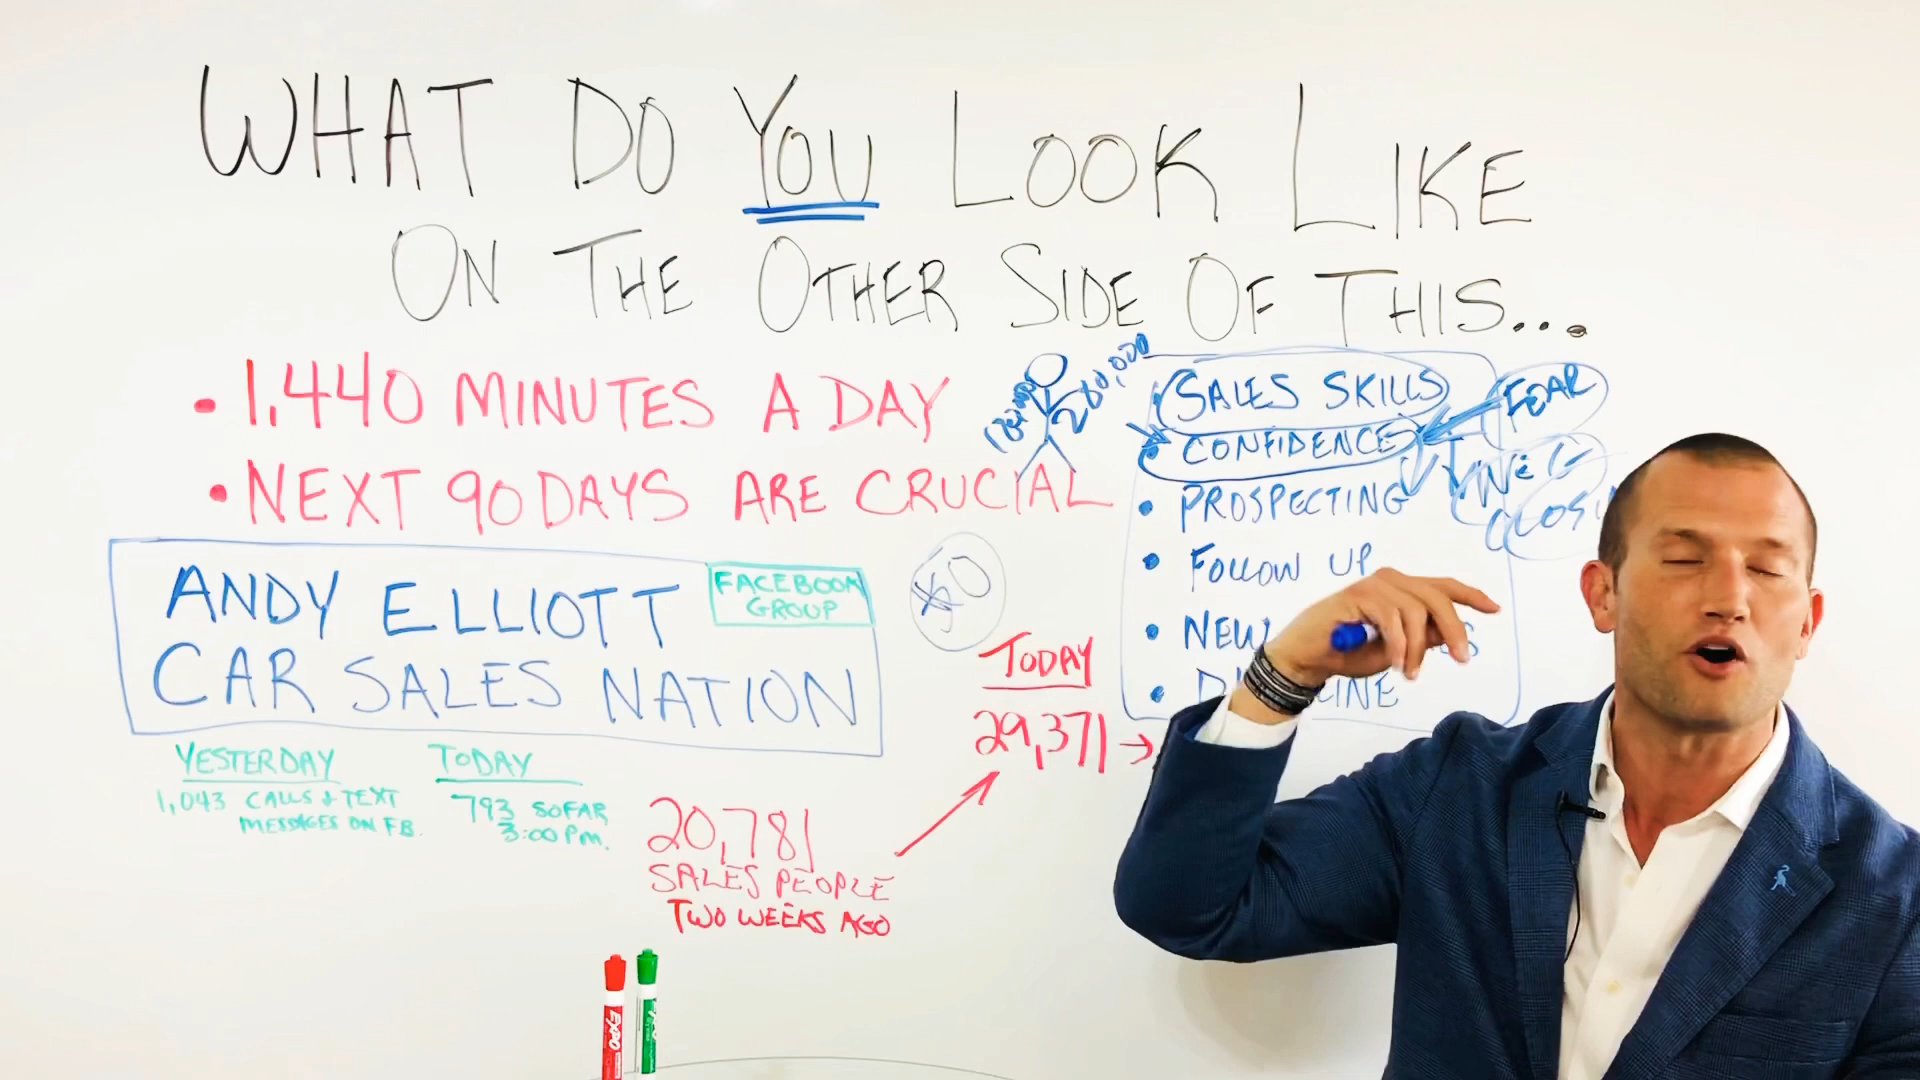 WHAT DO YOU LOOK LIKE
ON THE OTHER SIDE OF THIS...
• 1,440 MINUTES A DAY
• NEXT 90 DAYS ARE CRUCIAL
280,000
SALES SKILLS
• CONFIDENCE
• PROSPECTING
• FOLLOW UP
• NEW
•
FEAR
ANDY ELLIOTT
CAR SALES NATION
FACEBOOK
GROUP
YESTERDAY
1,043 CALLS & TEXT
MESSAGES ON FB.
TODAY
793 SO FAR
3:00 PM.
20,781
SALES PEOPLE
TWO WEEKS AGO
TODAY
29,371 →
EXPO